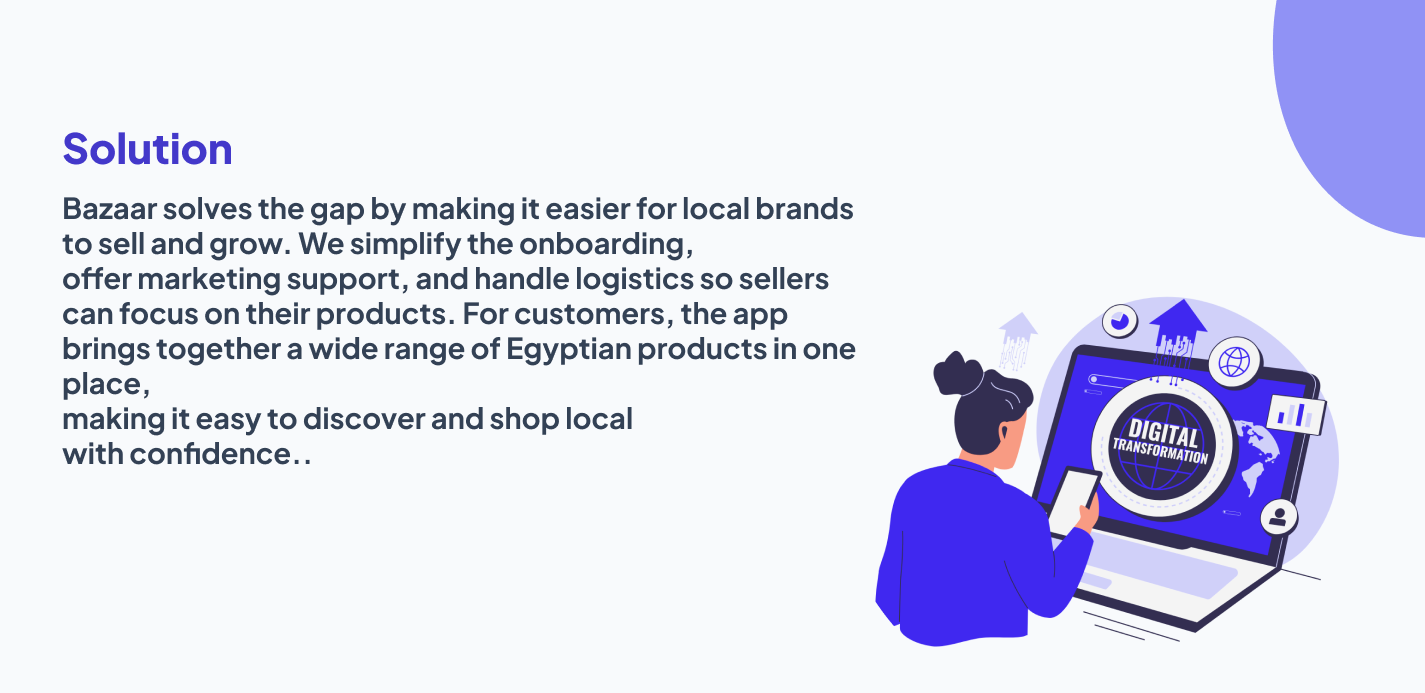 Solution
Bazaar solves the gap by making it easier for local brands
to sell and grow. We simplify the onboarding,
offer marketing support, and handle logistics so sellers
can focus on their products. For customers, the app
brings together a wide range of Egyptian products in one
place,
making it easy to discover and shop local
with confidence..
DIGITAL
TRANSFORMATION